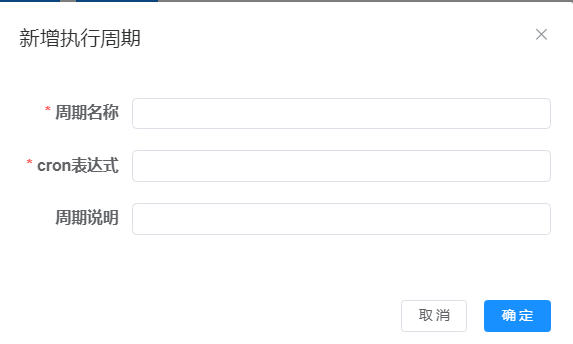 新增执行周期
* 周期名称
* cron表达式
周期说明
取消 确定